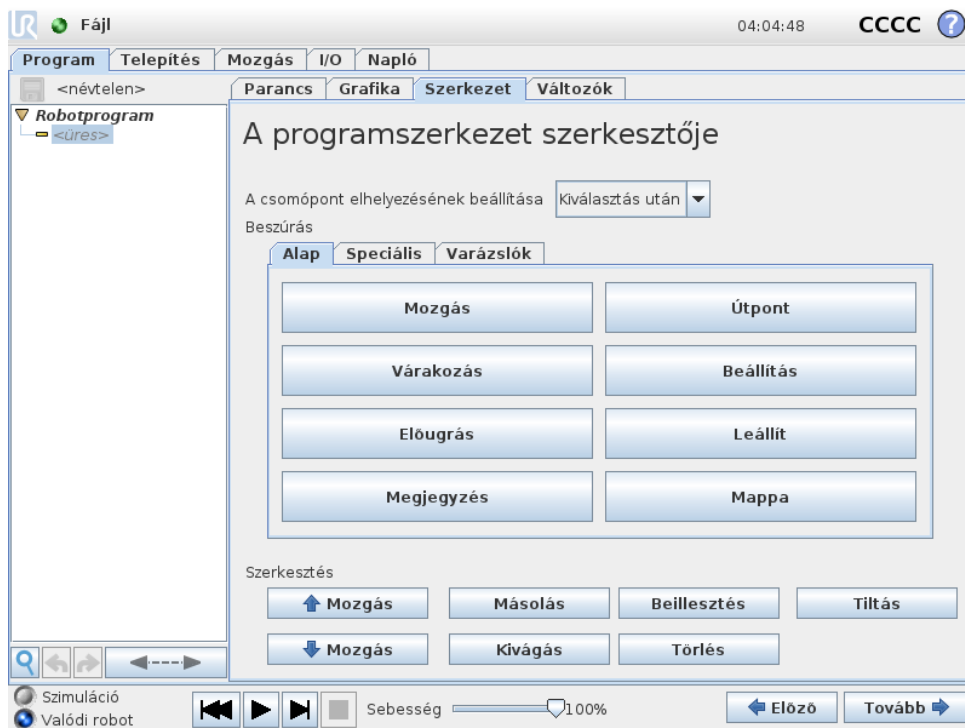 UR Fájl 04:04:48 CCCC ?
Program Telepítés Mozgás I/O Napló
<névtelen> Parancs Grafika Szerkezet Változók
Robotprogram
<üres>
A programszerkezet szerkesztője
A csomópont elhelyezésének beállítása Kiválasztás után
Beszúrás
Alap Speciális Varázslók
Mozgás Útpont
Várakozás Beállítás
Előugrás Leállít
Megjegyzés Mappa
Szerkesztés
Mozgás Másolás Beillesztés Tiltás
Mozgás Kivágás Törlés
Szimuláció
Valódi robot
Sebesség 100% Előző Tovább